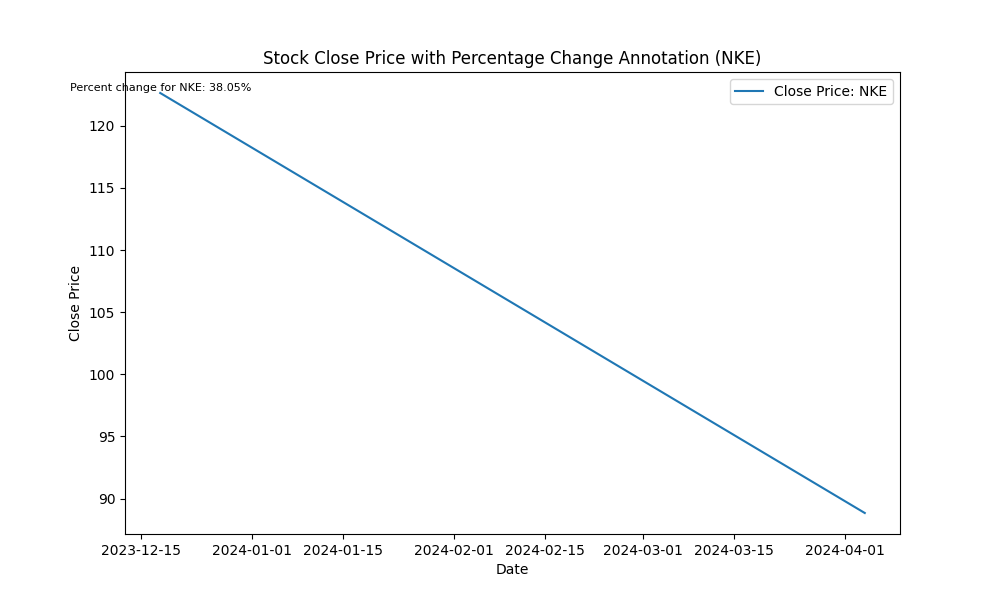 Stock Close Price with Percentage Change Annotation (NKE)
Percent change for NKE: 38.05%
Close Price: NKE
120
115
110
105
100
95
90
Close Price
2023-12-15 2024-01-01 2024-01-15 2024-02-01 2024-02-15 2024-03-01 2024-03-15 2024-04-01
Date